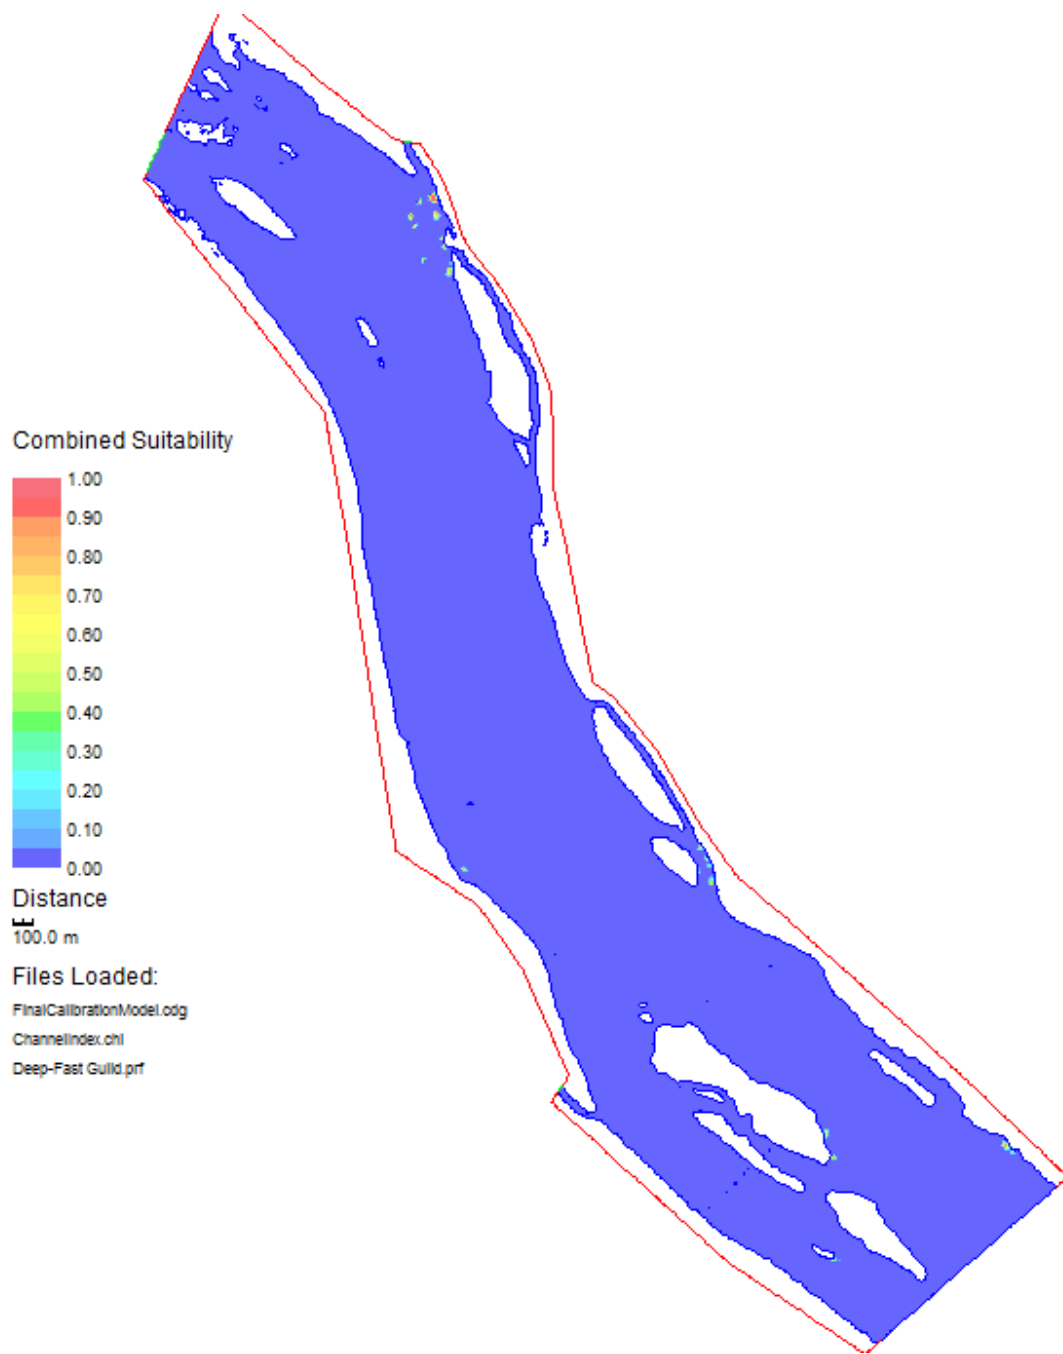 Combined Suitability
1.00
0.90
0.80
0.70
0.60
0.50
0.40
0.30
0.20
0.10
0.00
Distance
100.0 m
Files Loaded:
FinalCalibrationModel.cdg
ChannelIndex.chi
Deep-Fast Guild.prf